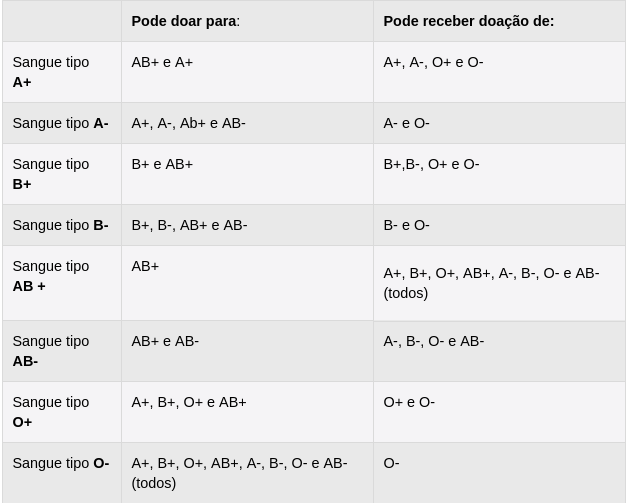 Pode doar para: Pode receber doação de:
Sangue tipo AB+ e A+ A+, A-, O+ e O-
A+
Sangue tipo A- A+, A-, Ab+ e AB- A- e O-
Sangue tipo B+ e AB+ B+,B-, O+ e O-
B+
Sangue tipo B- B+, B-, AB+ e AB- B- e O-
Sangue tipo AB+
AB + A+, B+, O+, AB+, A-, B-, O- e AB-
(todos)
Sangue tipo AB+ e AB- A-, B-, O- e AB-
AB-
Sangue tipo A+, B+, O+ e AB+ O+ e O-
O+
Sangue tipo O- A+, B+, O+, AB+, A-, B-, O- e AB- O-
(todos)